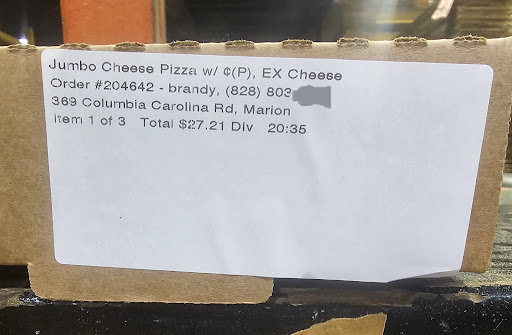 Jumbo Cheese Pizza w/ ¢(P), EX Cheese
Order #204642 - brandy, (828) 803
369 Columbia Carolina Rd, Marion
Item 1 of 3 Total $27.21 Dlv 20:35